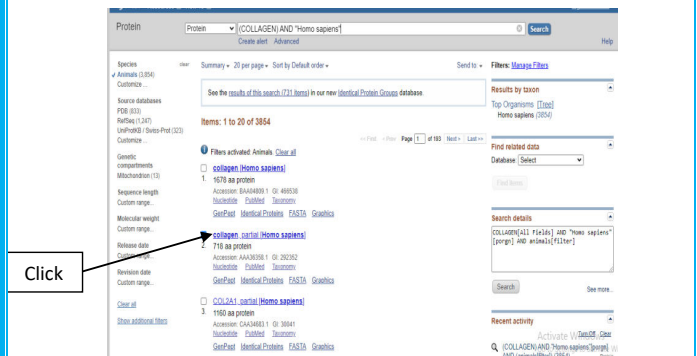 Protein
Protein
(COLLAGEN) AND "Homo sapiens"
Search
Create alert Advanced
Help
Species
clear
Animals (3,854)
Customize ...
Source databases
PDB (833)
RefSeq (1,247)
UniProtKB / Swiss-Prot (323)
Customize ...
Genetic
compartments
Mitochondrion (13)
Sequence length
Custom range...
Molecular weight
Custom range...
Release date
Custom range...
Revision date
Custom range...
Clear all
Show additional filters
Click
Summary 20 per page Sort by Default order
Send to:
See the results of this search (731 items) in our new Identical Protein Groups database.
Items: 1 to 20 of 3854
<< First < Prev Page 1 of 193 Next > Last >>
Filters activated: Animals. Clear all
collagen [Homo sapiens]
1. 1678 aa protein
Accession: BAA04809.1 GI: 466538
Nucleotide PubMed Taxonomy
GenPept Identical Proteins FASTA Graphics
collagen, partial [Homo sapiens]
2. 718 aa protein
Accession: AAA36358.1 GI: 292352
Nucleotide PubMed Taxonomy
GenPept Identical Proteins FASTA Graphics
COL2A1, partial [Homo sapiens]
3. 1160 aa protein
Accession: CAA34683.1 GI: 30041
Nucleotide PubMed Taxonomy
GenPept Identical Proteins FASTA Graphics
Filters: Manage Filters
Results by taxon
Top Organisms [Tree]
Homo sapiens (3854)
Find related data
Database: Select
Find items
Search details
COLLAGEN[All Fields] AND "Homo sapiens"
[porgn] AND animals[filter]
Search
See more...
Recent activity
Turn Off Clear
Activate
(COLLAGEN) AND "Homo sapiens"[porgn]